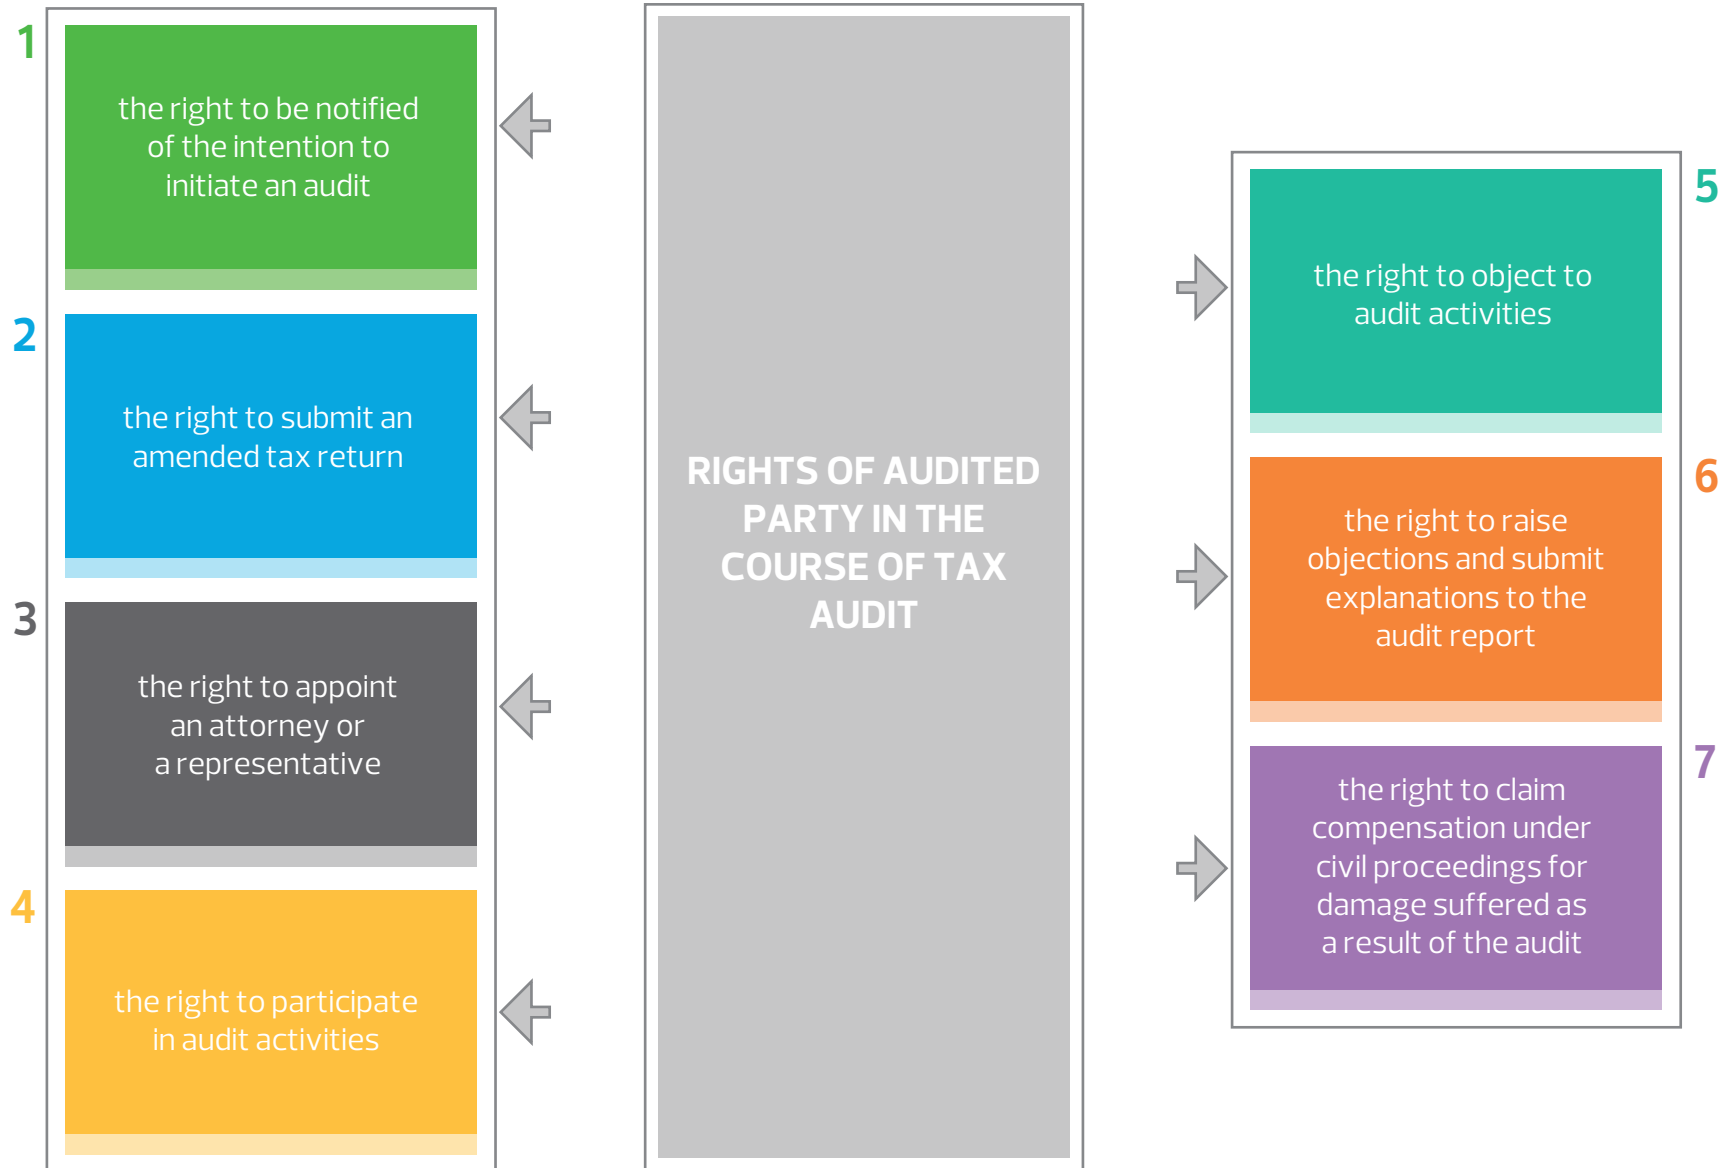 1
the right to be notified
of the intention to
initiate an audit
2
the right to submit an
amended tax return
3
the right to appoint
an attorney or
a representative
4
the right to participate
in audit activities
RIGHTS OF AUDITED
PARTY IN THE
COURSE OF TAX
AUDIT
5
the right to object to
audit activities
6
the right to raise
objections and submit
explanations to the
audit report
7
the right to claim
compensation under
civil proceedings for
damage suffered as
a result of the audit